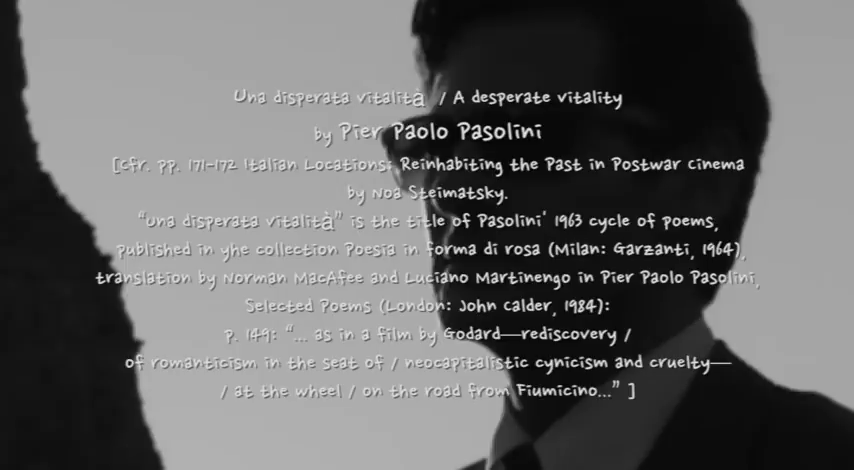 Una disperata vitalità / A desperate vitality
by Pier Paolo Pasolini
[cfr. pp. 171-172 Italian Locations: Reinhabiting the Past in Postwar cinema
by Noa Steimatsky.
"una disperata vitalità" is the title of Pasolini' 1963 cycle of poems,
published in yhe collection Poesia in forma di rosa (Milan: Garzanti, 1964),
translation by Norman MacAfee and Luciano Martinengo in Pier Paolo Pasolini,
Selected Poems (London: John Calder, 1984):
p. 149: "... as in a film by Godard—rediscovery /
of romanticism in the seat of / neocapitalistic cynicism and cruelty—
/ at the wheel / on the road from Fiumicino..." ]